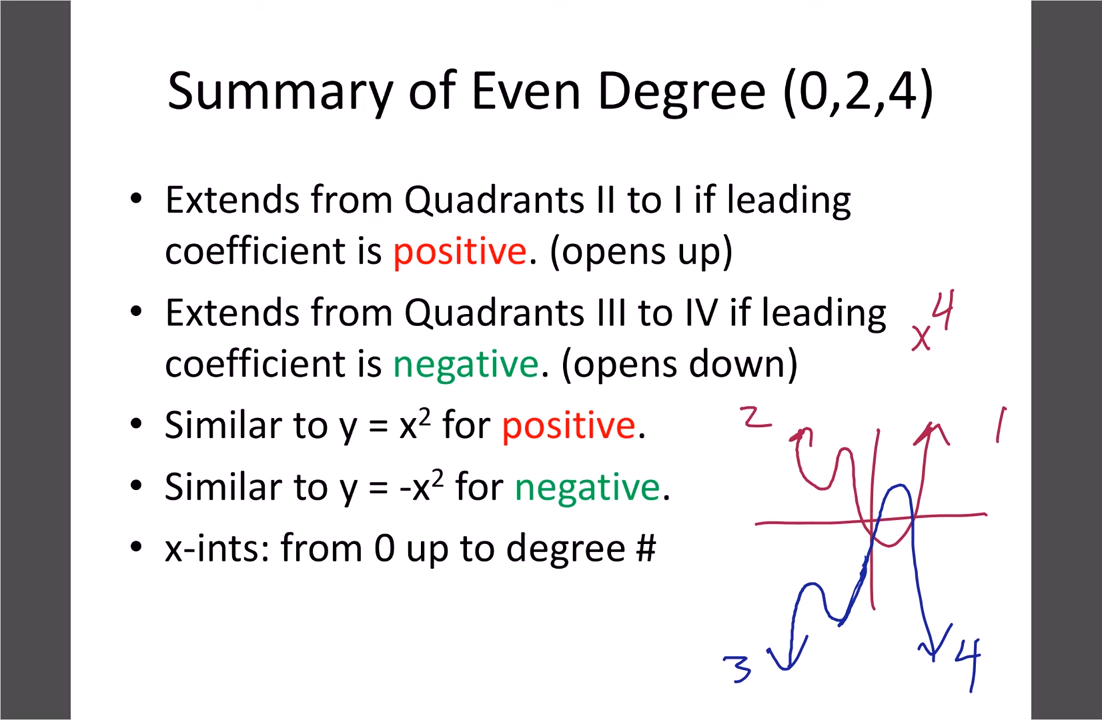 Summary of Even Degree (0,2,4)
• Extends from Quadrants II to I if leading
coefficient is positive. (opens up)
• Extends from Quadrants III to IV if leading
coefficient is negative. (opens down)
x⁴
• Similar to y = x² for positive.
• Similar to y = -x² for negative.
• x-ints: from 0 up to degree #
2
1
3
4